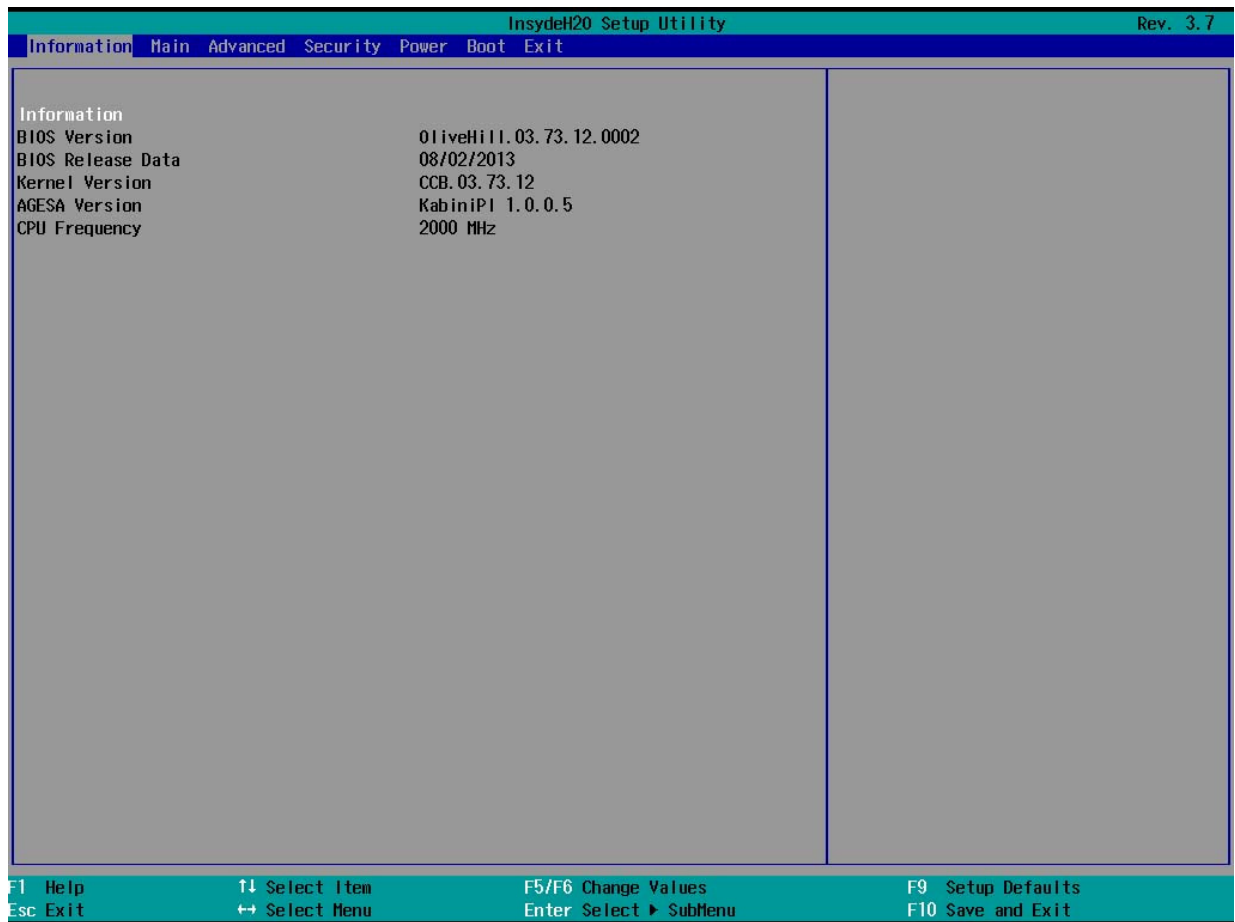 InsydeH20 Setup Utility Rev. 3.7
Information Main Advanced Security Power Boot Exit
Information
BIOS Version OliveHill.03.73.12.0002
BIOS Release Data 08/02/2013
Kernel Version CCB.03.73.12
AGESA Version KabiniPI 1.0.0.5
CPU Frequency 2000 MHz
F1 Help ↑↓ Select Item F5/F6 Change Values F9 Setup Defaults
Esc Exit ↔ Select Menu Enter Select ▶ SubMenu F10 Save and Exit